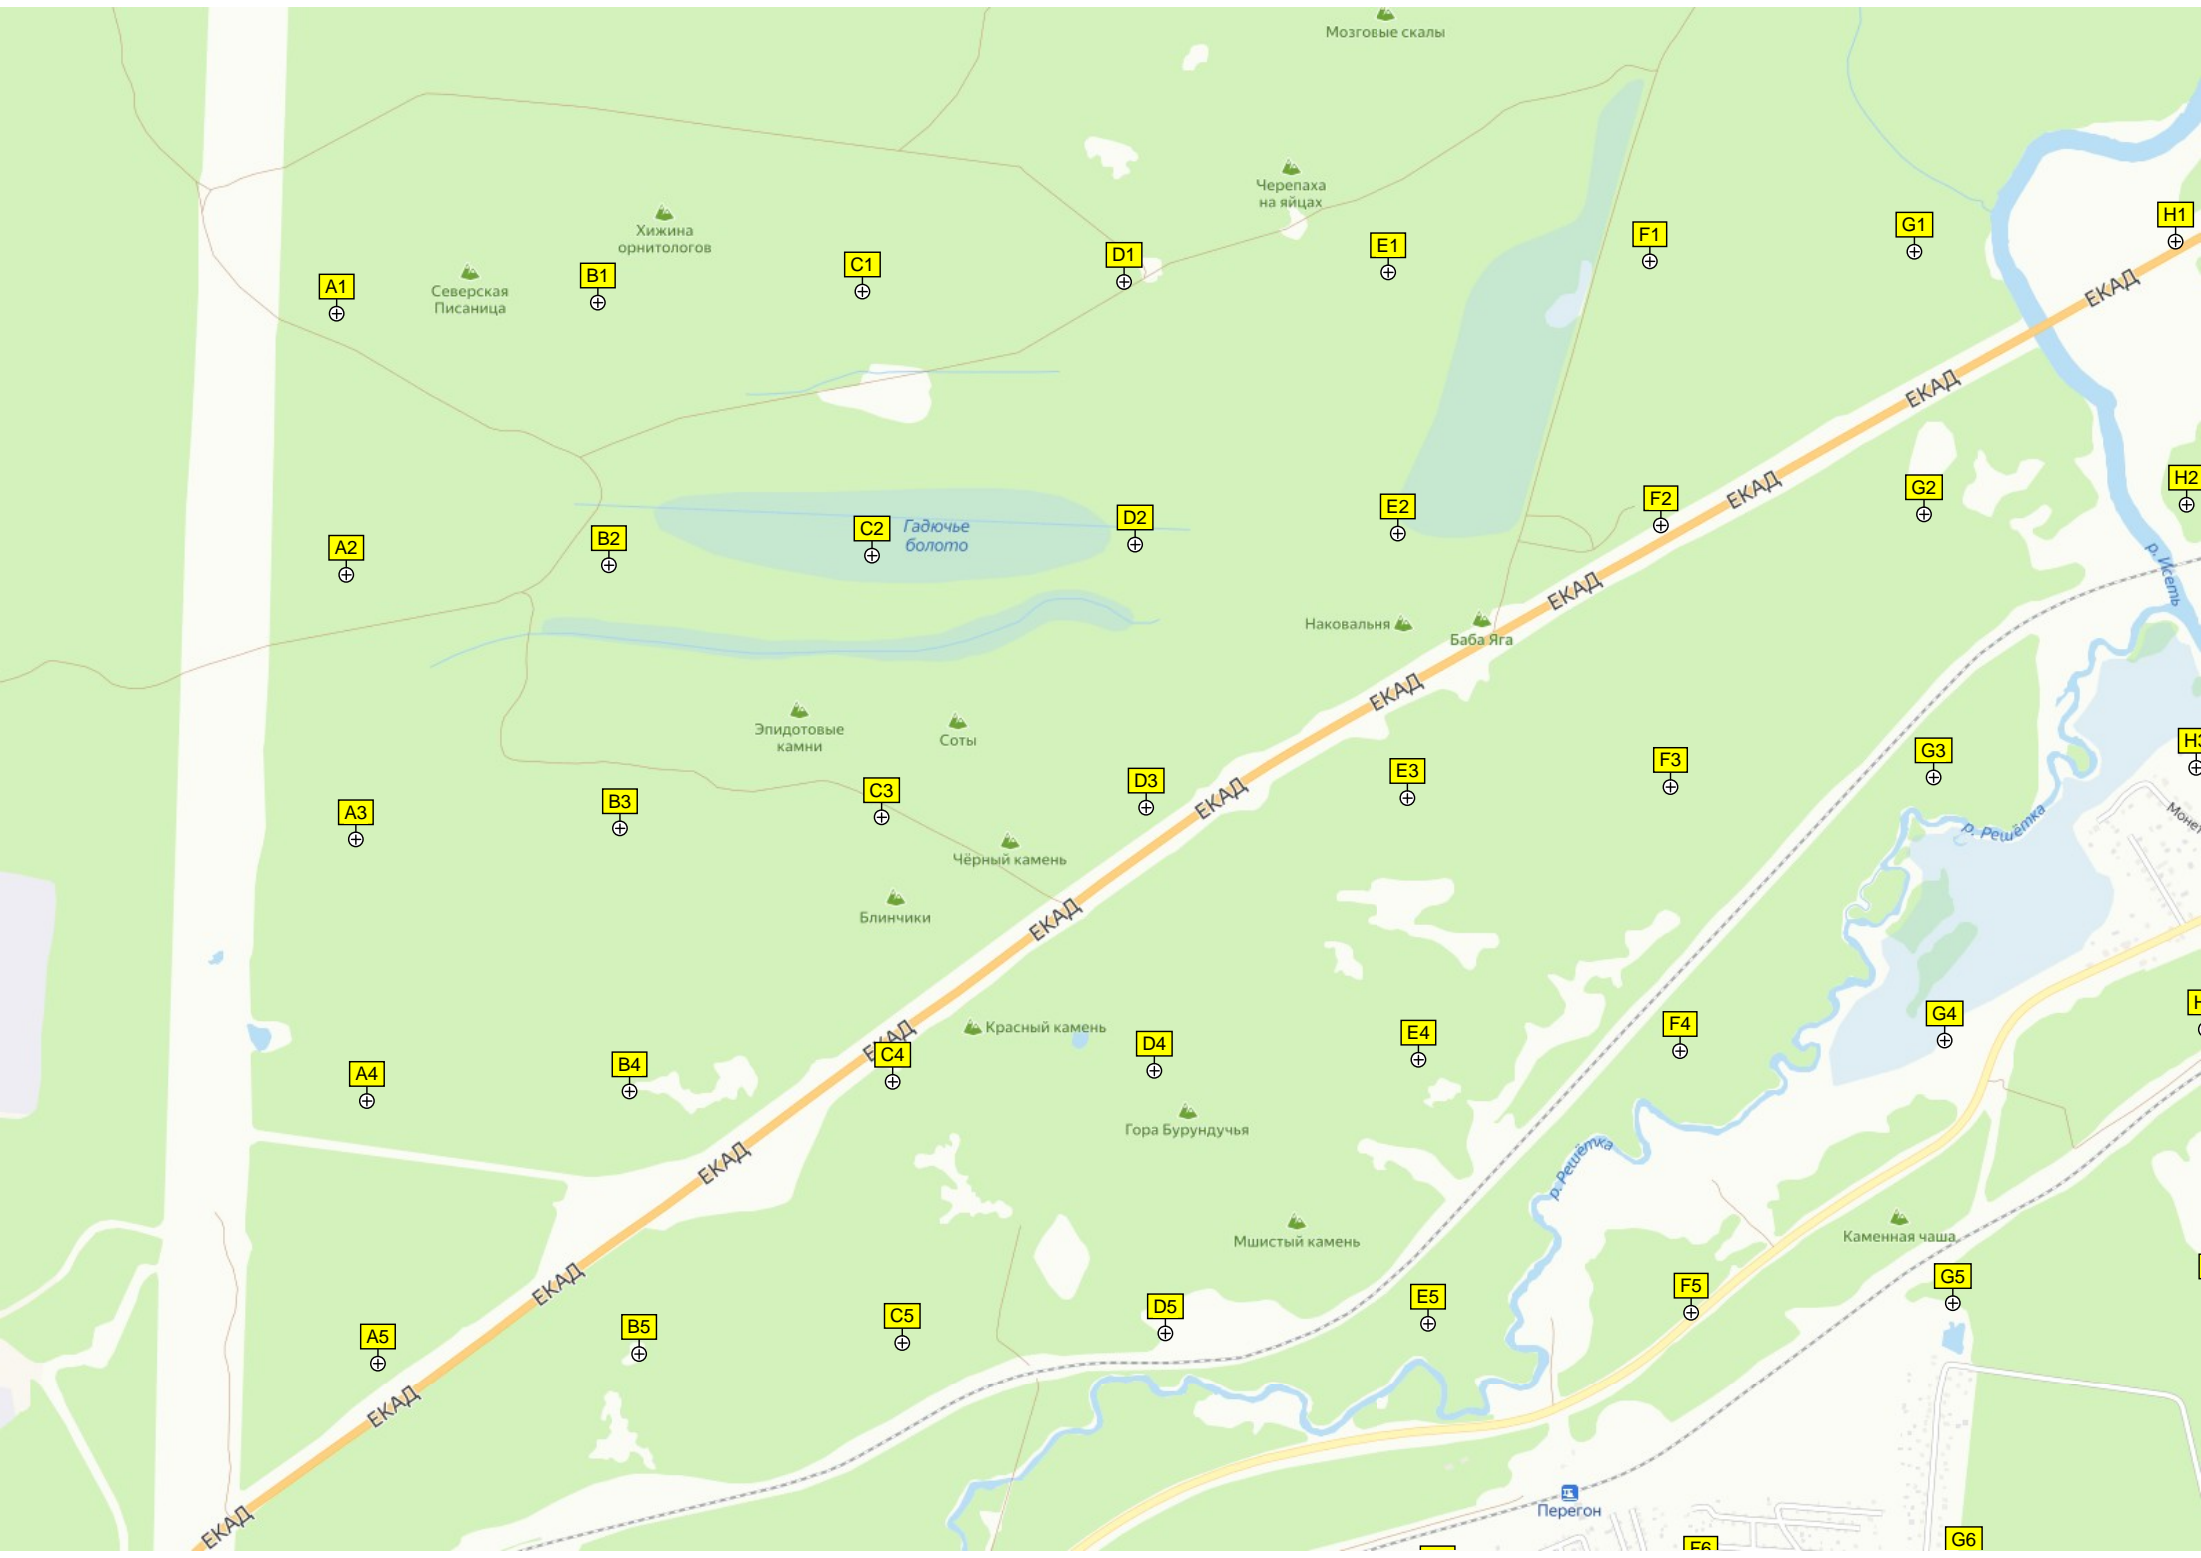 Мозговые скалы
Черепаха
на яйцах
Хижина
орнитологов
Северская
Писаница
A1
B1
C1
D1
E1
F1
G1
H1
ЕКАД
ЕКАД
ЕКАД
A2
B2
C2
Гадючье
болото
D2
E2
F2
G2
H2
р. Исеть
ЕКАД
Наковальня
Баба Яга
ЕКАД
Эпидотовые
камни
Соты
A3
B3
C3
D3
ЕКАД
E3
F3
G3
H3
р. Решётка
Чёрный камень
Блинчики
ЕКАД
Красный камень
ЕКАД
A4
B4
C4
D4
E4
F4
G4
H
Гора Бурундучья
р. Решётка
ЕКАД
Мшистый камень
Каменная чаша
ЕКАД
A5
B5
C5
D5
E5
F5
G5
ЕКАД
Перегон
ЕКАД
F6
G6